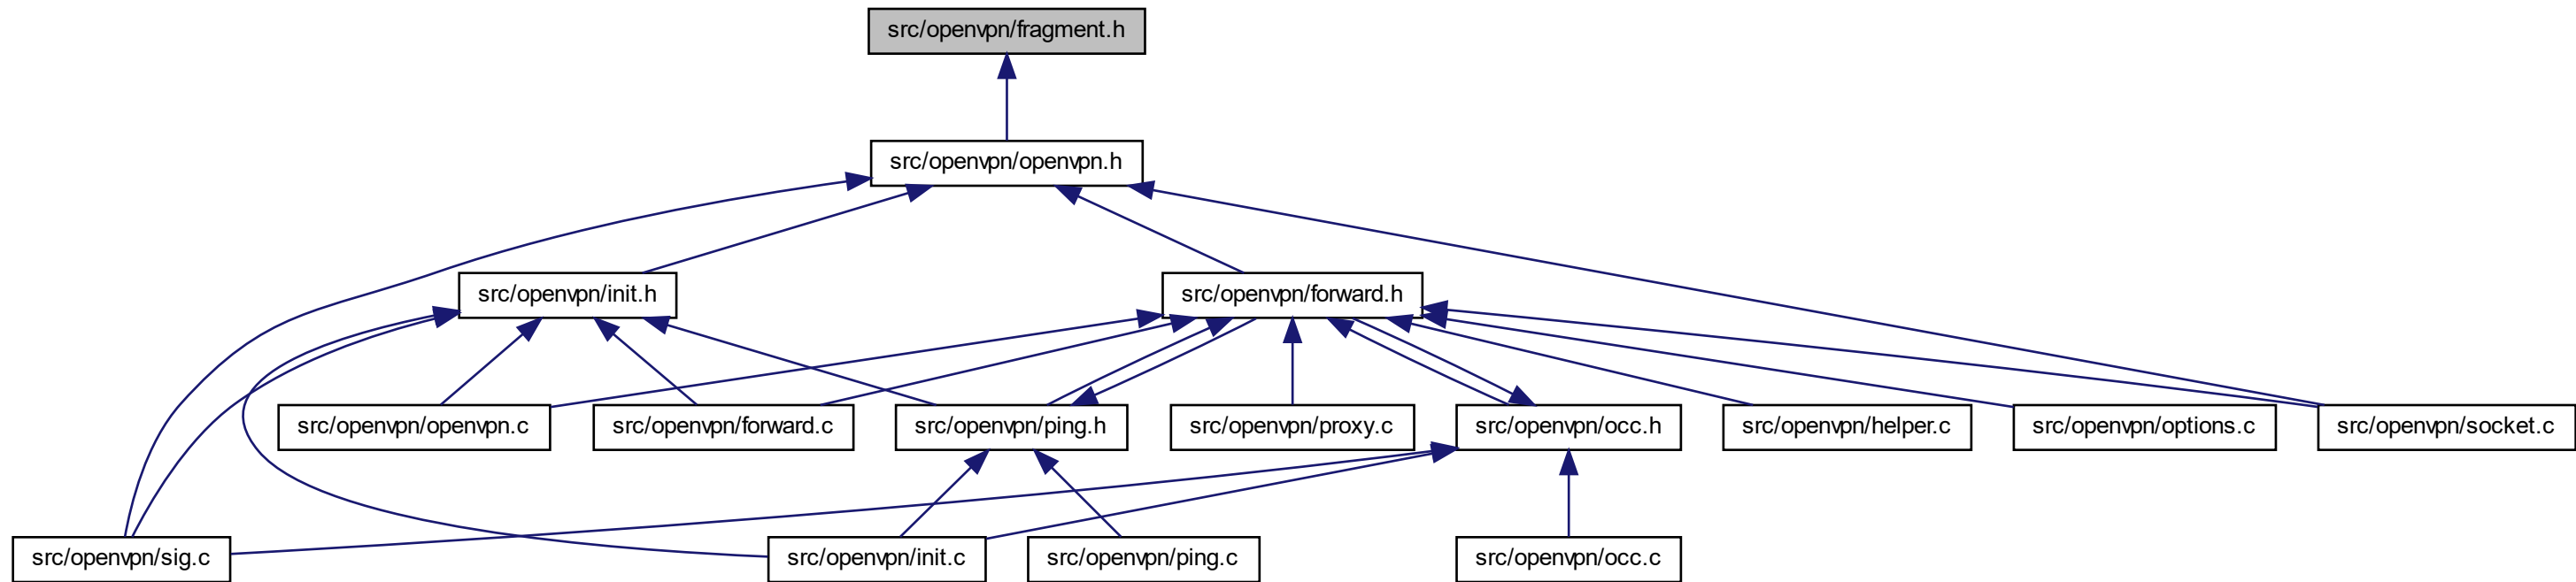 src/openvpn/fragment.h
src/openvpn/openvpn.h
src/openvpn/init.h
src/openvpn/forward.h
src/openvpn/openvpn.c
src/openvpn/forward.c
src/openvpn/ping.h
src/openvpn/proxy.c
src/openvpn/occ.h
src/openvpn/helper.c
src/openvpn/options.c
src/openvpn/socket.c
src/openvpn/sig.c
src/openvpn/init.c
src/openvpn/ping.c
src/openvpn/occ.c